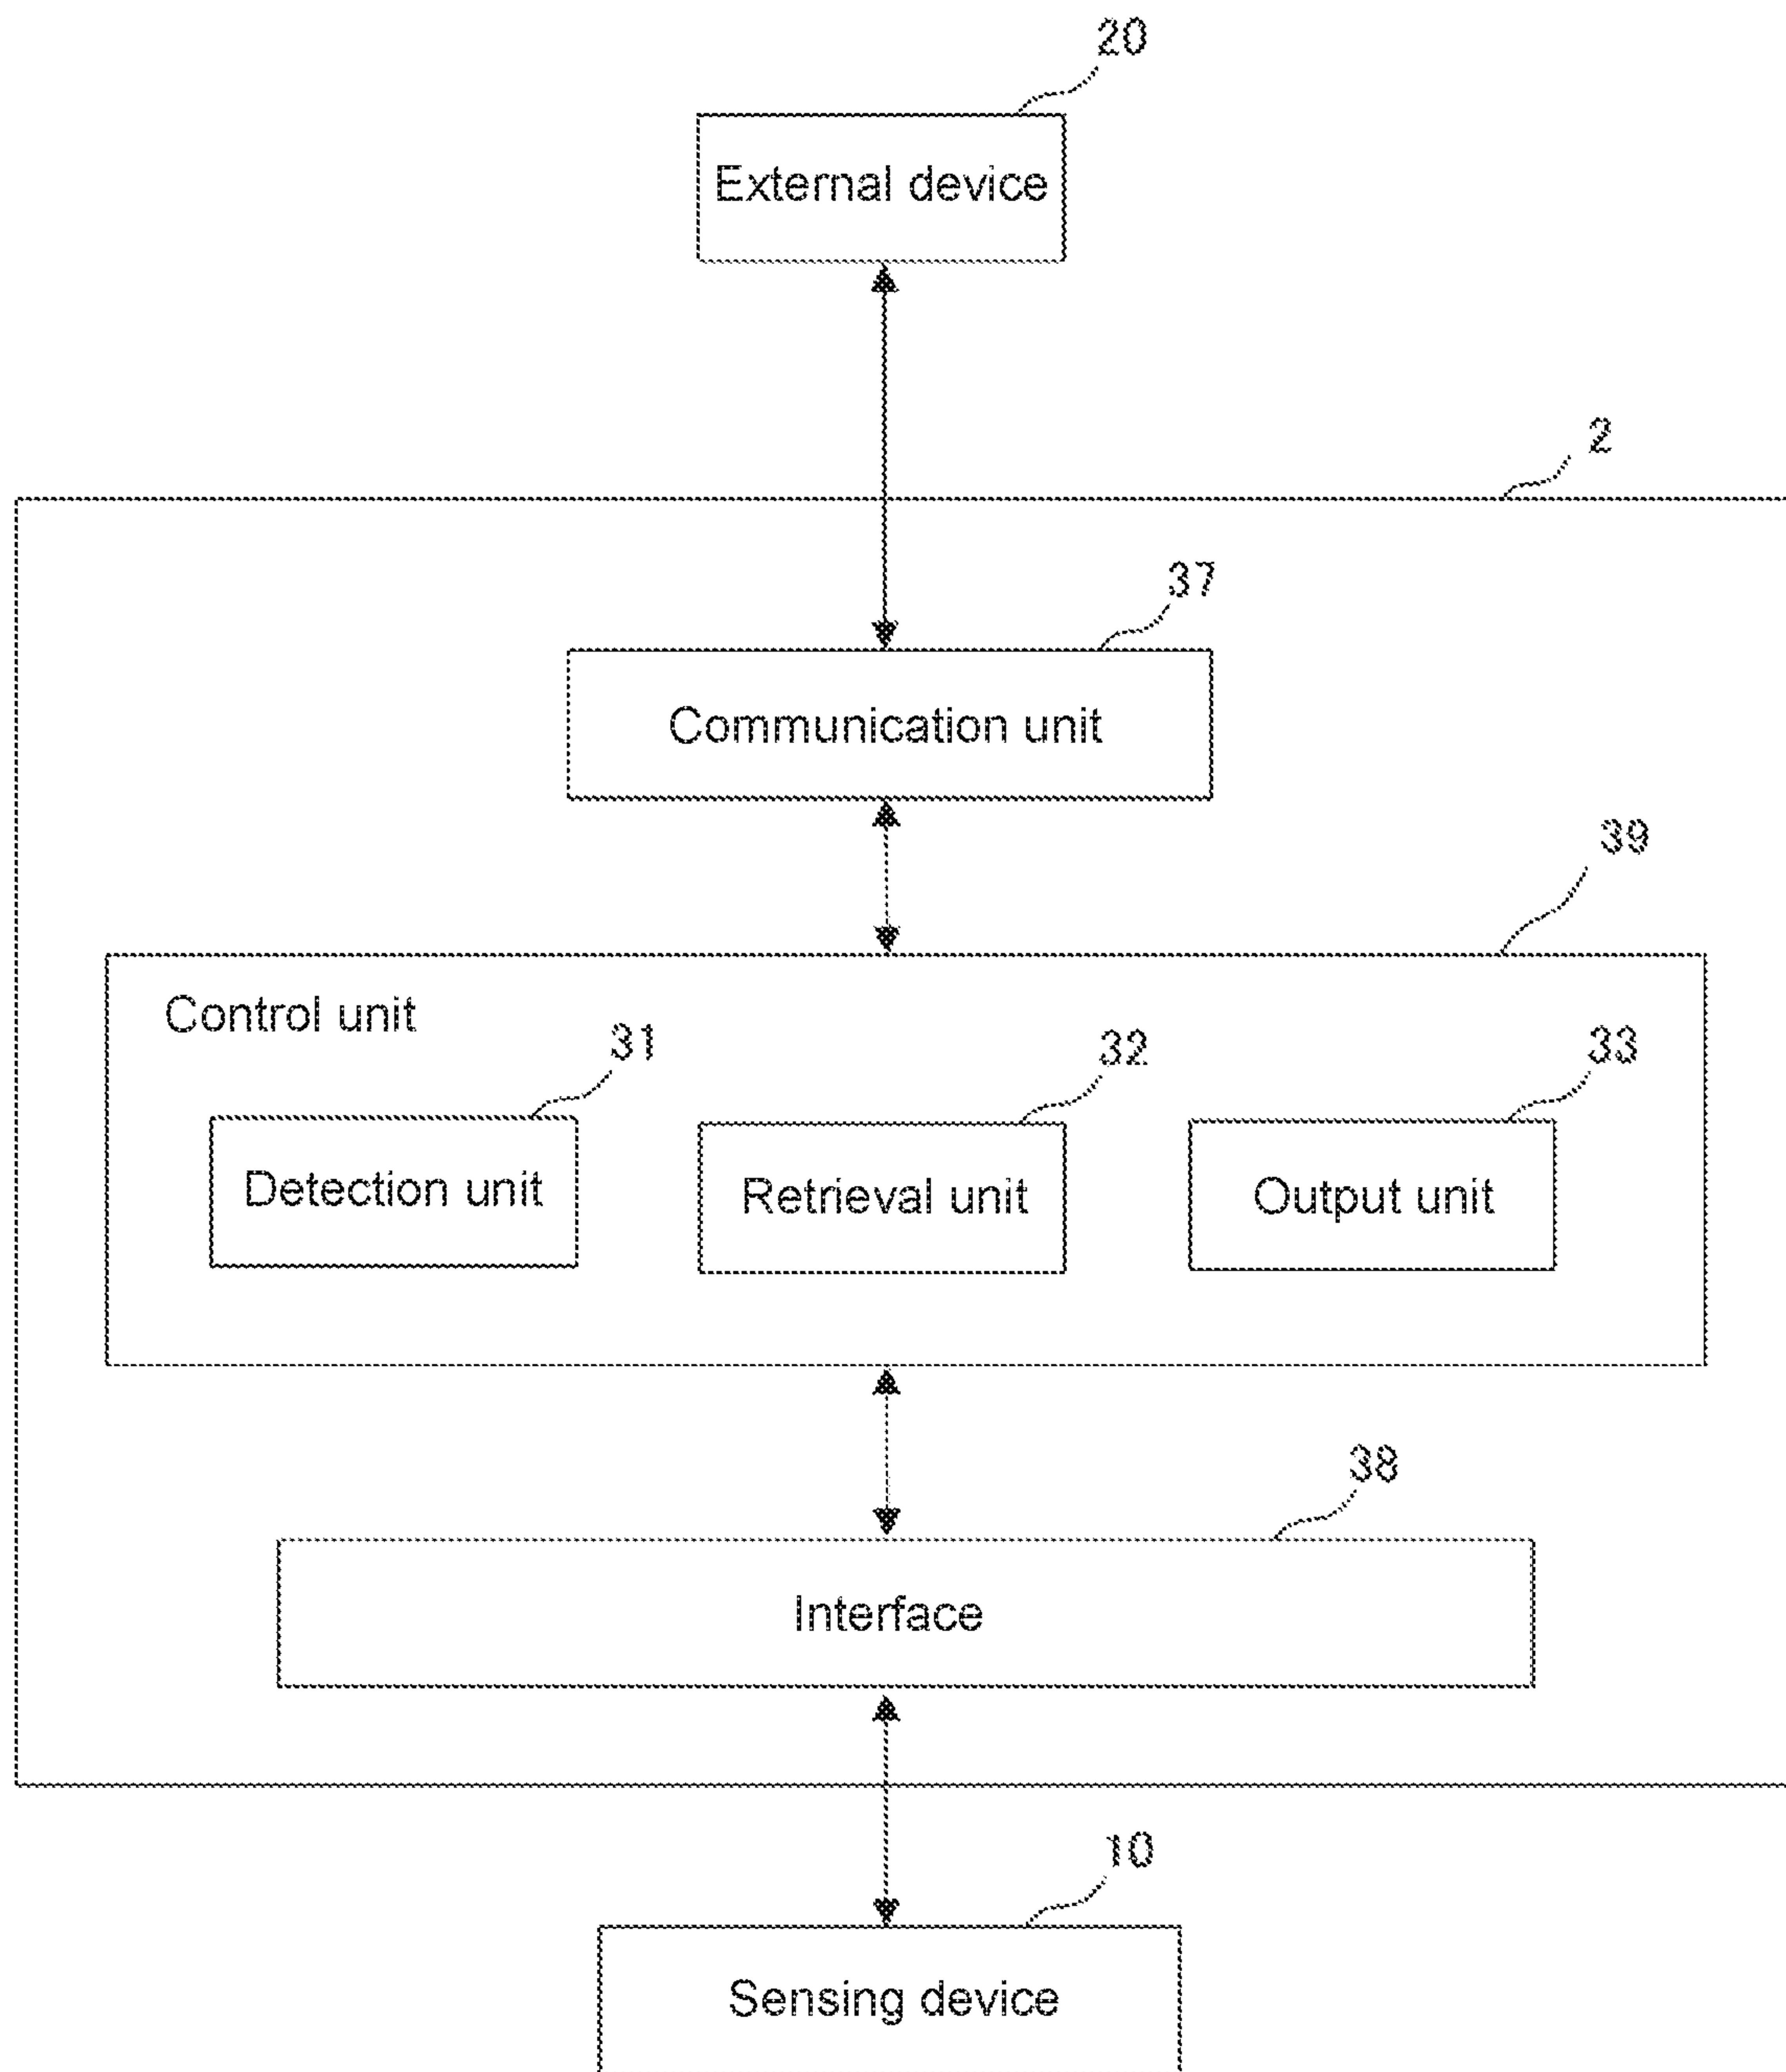 20
External device
2
37
Communication unit
39
Control unit
31
32
33
Detection unit
Retrieval unit
Output unit
38
Interface
10
Sensing device